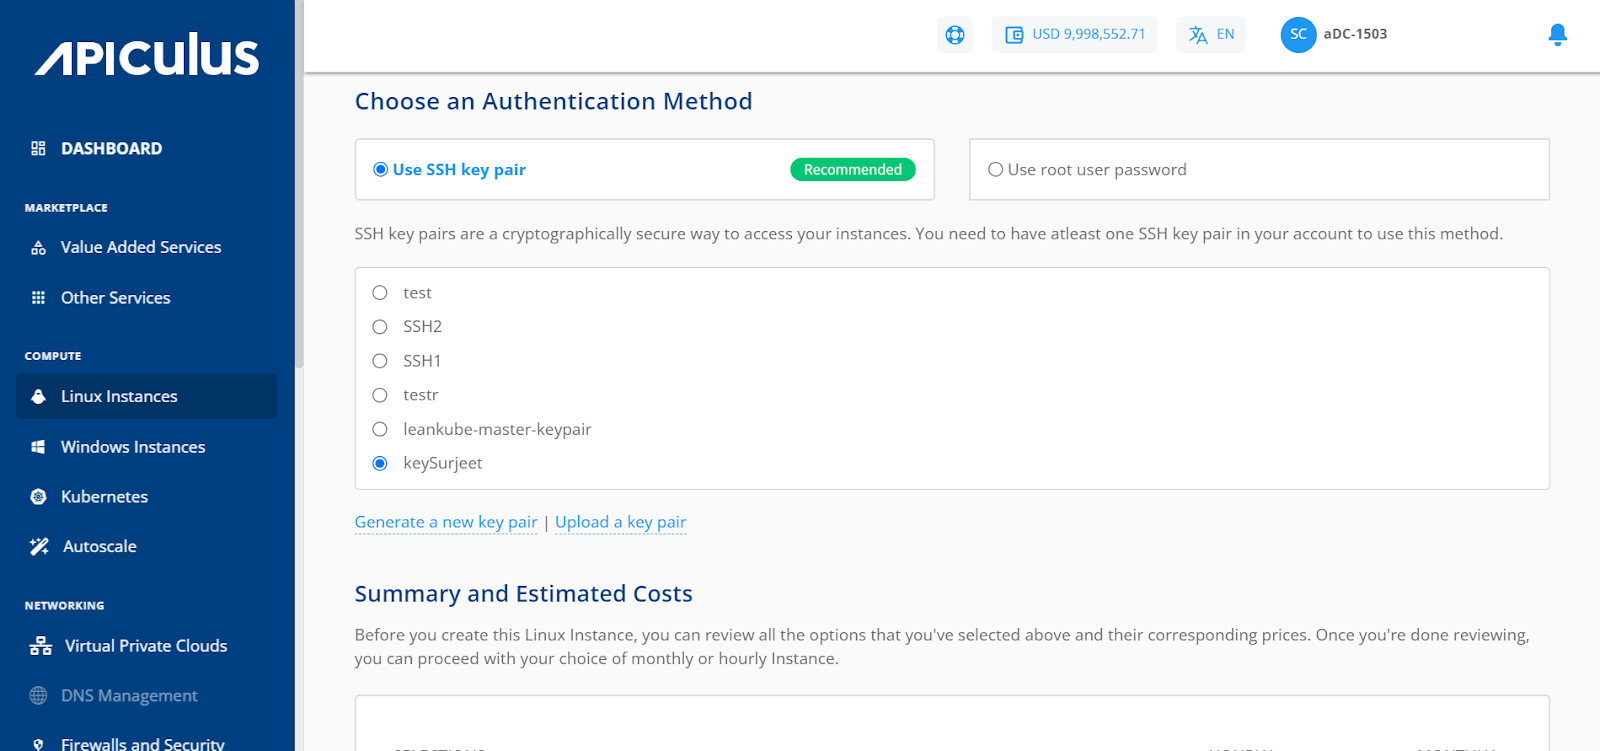 APICULUS
USD 9,998,552.71
EN
SC
aDC-1503
DASHBOARD
MARKETPLACE
Value Added Services
Other Services
COMPUTE
Linux Instances
Windows Instances
Kubernetes
Autoscale
NETWORKING
Virtual Private Clouds
DNS Management
Firewalls and Security
Choose an Authentication Method
Use SSH key pair
Recommended
Use root user password
SSH key pairs are a cryptographically secure way to access your instances. You need to have atleast one SSH key pair in your account to use this method.
test
SSH2
SSH1
testr
leankube-master-keypair
keySurjeet
Generate a new key pair | Upload a key pair
Summary and Estimated Costs
Before you create this Linux Instance, you can review all the options that you've selected above and their corresponding prices. Once you're done reviewing,
you can proceed with your choice of monthly or hourly Instance.